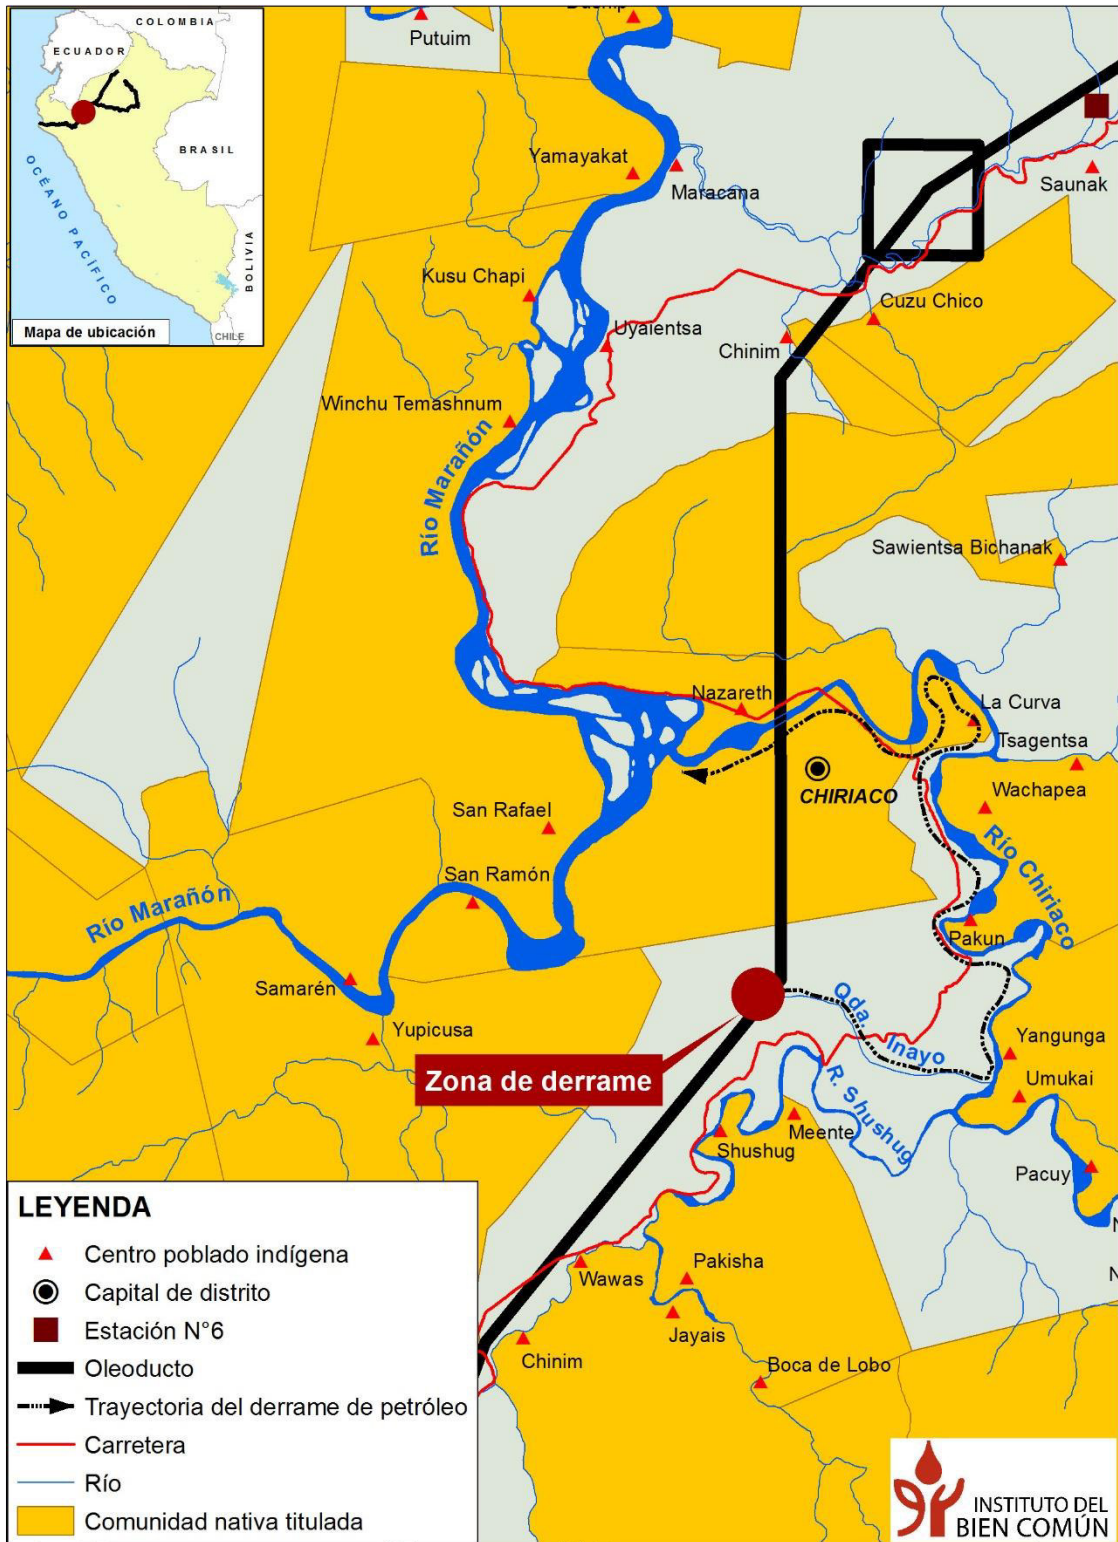 COLOMBIA
ECUADOR
BRASIL
OCÉANO PACÍFICO
BOLIVIA
CHILE
Mapa de ubicación
Putuim
Yamayakat
Maracana
Saunak
Kusu Chapi
Cuzu Chico
Uyaientsa
Chinim
Winchu Temashnum
Río Marañón
Sawientsa Bichanak
Nazareth
La Curva
Tsagentsa
CHIRIACO
Wachapea
San Rafael
Río Chiriaco
San Ramón
Río Marañón
Pakun
Samarén
Qda. Inayo
Yupicusa
Yangunga
Zona de derrame
Umukai
R. Shushug
Meente
Shushug
Pacuy
N
N
Wawas
Pakisha
Jayais
Chinim
Boca de Lobo
LEYENDA
Centro poblado indígena
Capital de distrito
Estación N°6
Oleoducto
Trayectoria del derrame de petróleo
Carretera
Río
Comunidad nativa titulada
INSTITUTO DEL
BIEN COMÚN